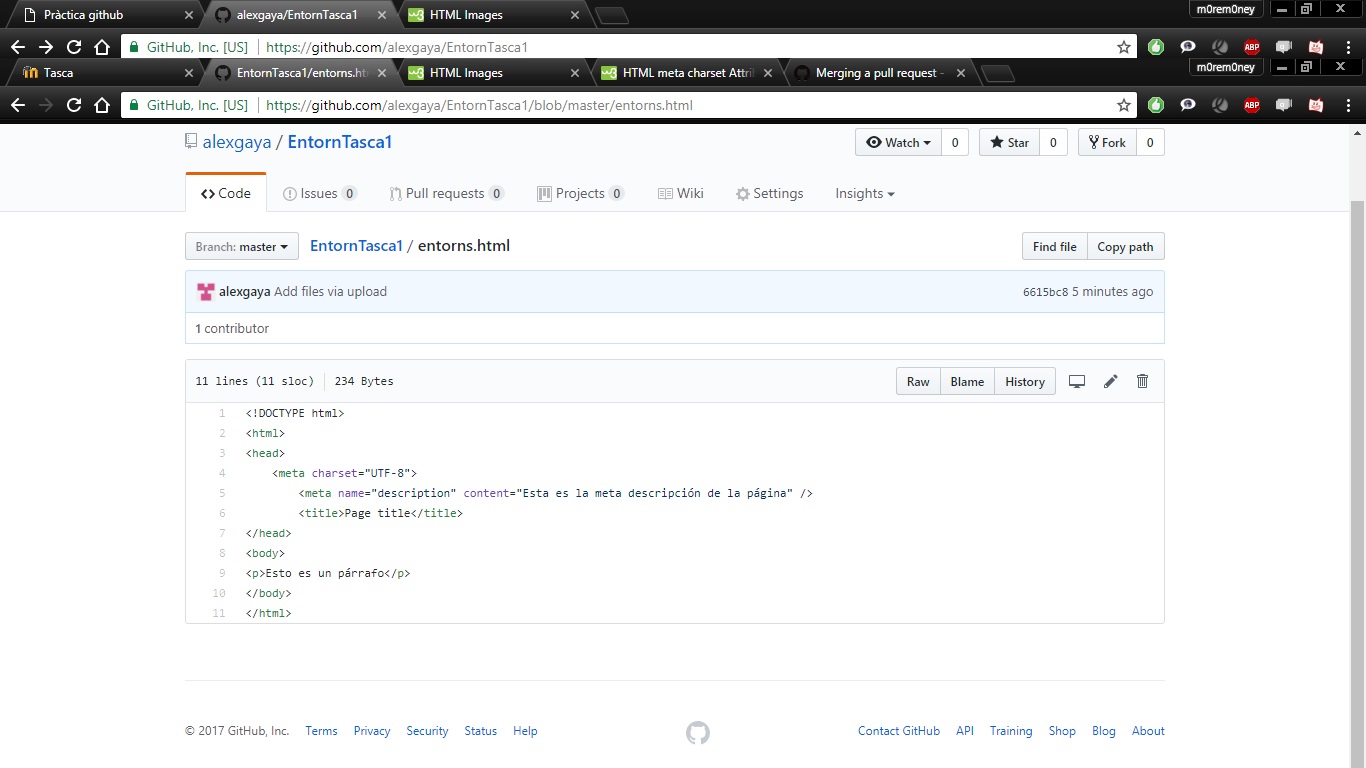 Pràctica github
alexgaya/EntornTasca1
HTML Images
m0rem0ney
GitHub, Inc. [US] https://github.com/alexgaya/EntornTasca1
ABP
Tasca
EntornTasca1/entorns.ht
HTML Images
HTML meta charset Attri
Merging a pull request -
m0rem0ney
GitHub, Inc. [US] https://github.com/alexgaya/EntornTasca1/blob/master/entorns.html
ABP
alexgaya / EntornTasca1
Watch 0 Star 0 Fork 0
Code Issues 0 Pull requests 0 Projects 0 Wiki Settings Insights
Branch: master EntornTasca1 / entorns.html Find file Copy path
alexgaya Add files via upload 6615bc8 5 minutes ago
1 contributor
11 lines (11 sloc) 234 Bytes Raw Blame History
1 <!DOCTYPE html>
2 <html>
3 <head>
4 <meta charset="UTF-8">
5 <meta name="description" content="Esta es la meta descripción de la página" />
6 <title>Page title</title>
7 </head>
8 <body>
9 <p>Esto es un párrafo</p>
10 </body>
11 </html>
© 2017 GitHub, Inc. Terms Privacy Security Status Help Contact GitHub API Training Shop Blog About